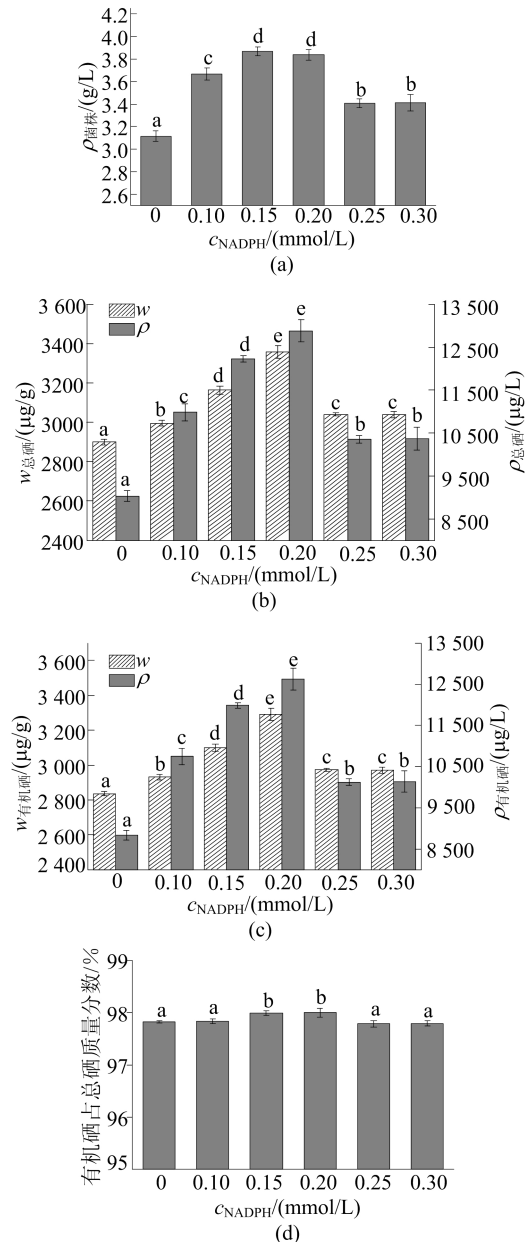 4.2
4.0
3.8
3.6
3.4
3.2
3.0
2.8
2.6
ρ菌株/(g/L)
a
c
d
d
b
b
0 0.10 0.15 0.20 0.25 0.30
cNADPH/(mmol/L)
(a)
3 600
3400
3200
3000
2800
2600
2400
w总硒/(μg/g)
w
ρ
13 500
12 500
11 500
10 500
9 500
8 500
ρ总硒/(μg/L)
a a b c d d e e c b c b
0 0.10 0.15 0.20 0.25 0.30
cNADPH/(mmol/L)
(b)
3 600
3 400
3 200
3 000
2 800
2 600
2 400
w有机硒/(μg/g)
w
ρ
13 500
12 500
11 500
10 500
9 500
8 500
ρ有机硒/(μg/L)
a a b c d d e e c b c b
0 0.10 0.15 0.20 0.25 0.30
cNADPH/(mmol/L)
(c)
99
98
97
96
95
有机硒占总硒质量分数/%
a a b b a a
0 0.10 0.15 0.20 0.25 0.30
cNADPH/(mmol/L)
(d)